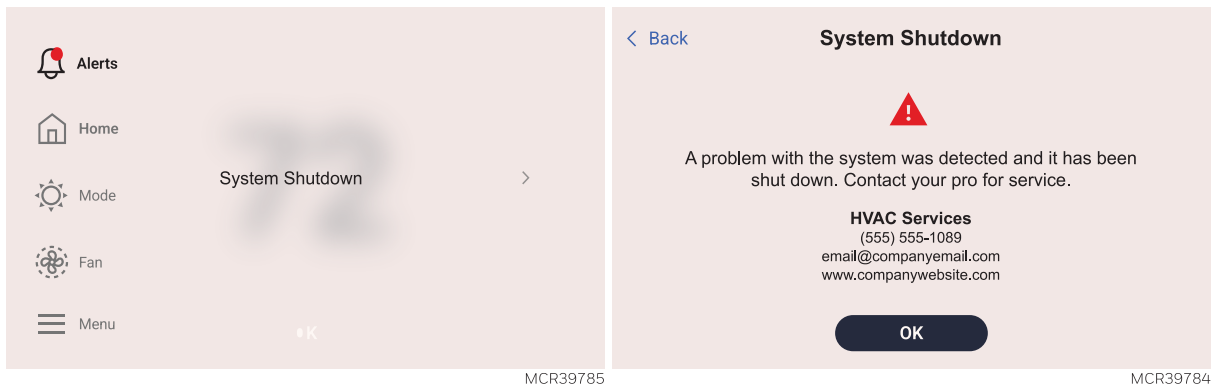 Alerts
Home
72
System Shutdown
Mode
Fan
Menu
K
MCR39785
Back
System Shutdown
A problem with the system was detected and it has been
shut down. Contact your pro for service.
HVAC Services
(555) 555-1089
email@companyemail.com
www.companywebsite.com
OK
MCR39784